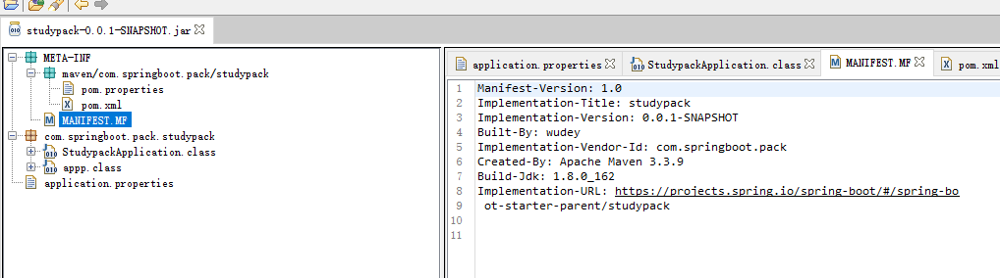 studypack-0.0.1-SNAPSHOT.jar
META-INF
maven/com.springboot.pack/studypack
pom.properties
pom.xml
MANIFEST.MF
com.springboot.pack.studypack
StudypackApplication.class
appp.class
application.properties
application.properties StudypackApplication.class MANIFEST.MF pom.xml
1 Manifest-Version: 1.0
2 Implementation-Title: studypack
3 Implementation-Version: 0.0.1-SNAPSHOT
4 Built-By: wudey
5 Implementation-Vendor-Id: com.springboot.pack
6 Created-By: Apache Maven 3.3.9
7 Build-Jdk: 1.8.0_162
8 Implementation-URL: https://projects.spring.io/spring-boot/#/spring-bo
9 ot-starter-parent/studypack
10
11